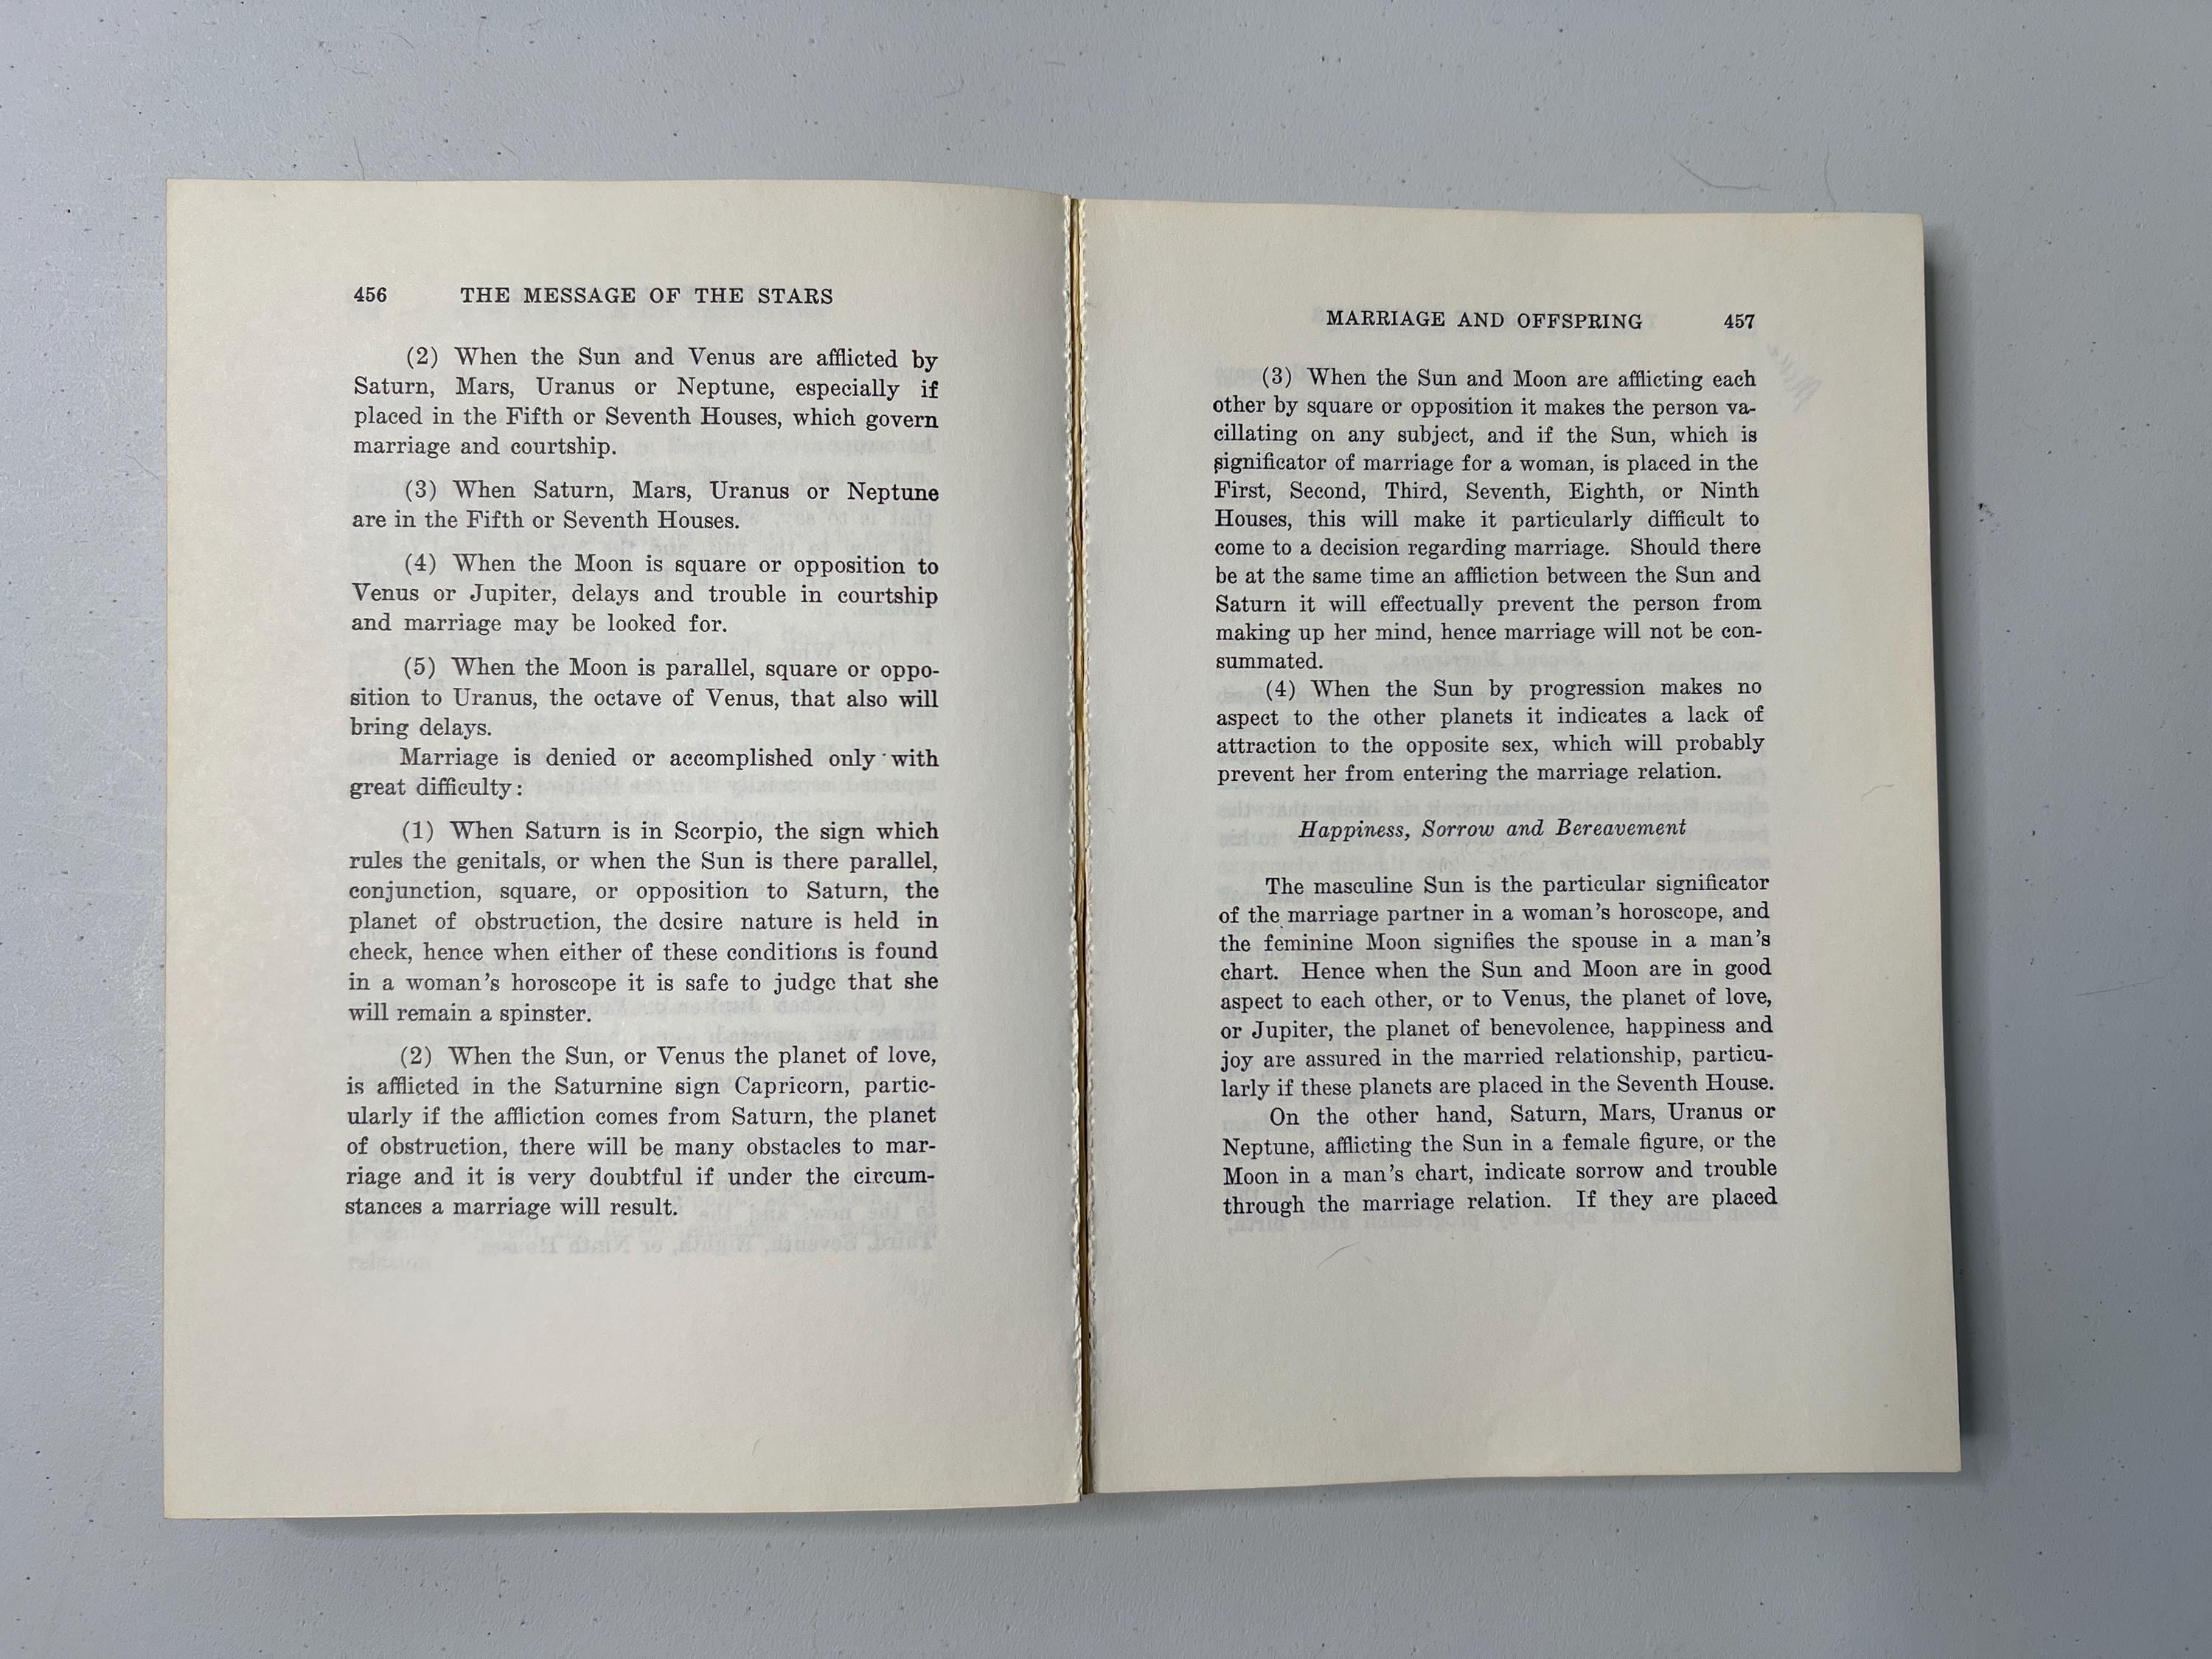 456 THE MESSAGE OF THE STARS
(2) When the Sun and Venus are afflicted by
Saturn, Mars, Uranus or Neptune, especially if
placed in the Fifth or Seventh Houses, which govern
marriage and courtship.
(3) When Saturn, Mars, Uranus or Neptune
are in the Fifth or Seventh Houses.
(4) When the Moon is square or opposition to
Venus or Jupiter, delays and trouble in courtship
and marriage may be looked for.
(5) When the Moon is parallel, square or oppo-
sition to Uranus, the octave of Venus, that also will
bring delays.
Marriage is denied or accomplished only with
great difficulty:
(1) When Saturn is in Scorpio, the sign which
rules the genitals, or when the Sun is there parallel,
conjunction, square, or opposition to Saturn, the
planet of obstruction, the desire nature is held in
check, hence when either of these conditions is found
in a woman's horoscope it is safe to judge that she
will remain a spinster.
(2) When the Sun, or Venus the planet of love,
is afflicted in the Saturnine sign Capricorn, partic-
ularly if the affliction comes from Saturn, the planet
of obstruction, there will be many obstacles to mar-
riage and it is very doubtful if under the circum-
stances a marriage will result.
MARRIAGE AND OFFSPRING 457
(3) When the Sun and Moon are afflicting each
other by square or opposition it makes the person va-
cillating on any subject, and if the Sun, which is
significator of marriage for a woman, is placed in the
First, Second, Third, Seventh, Eighth, or Ninth
Houses, this will make it particularly difficult to
come to a decision regarding marriage. Should there
be at the same time an affliction between the Sun and
Saturn it will effectually prevent the person from
making up her mind, hence marriage will not be con-
summated.
(4) When the Sun by progression makes no
aspect to the other planets it indicates a lack of
attraction to the opposite sex, which will probably
prevent her from entering the marriage relation.
Happiness, Sorrow and Bereavement
The masculine Sun is the particular significator
of the marriage partner in a woman's horoscope, and
the feminine Moon signifies the spouse in a man's
chart. Hence when the Sun and Moon are in good
aspect to each other, or to Venus, the planet of love,
or Jupiter, the planet of benevolence, happiness and
joy are assured in the married relationship, particu-
larly if these planets are placed in the Seventh House.
On the other hand, Saturn, Mars, Uranus or
Neptune, afflicting the Sun in a female figure, or the
Moon in a man's chart, indicate sorrow and trouble
through the marriage relation. If they are placed